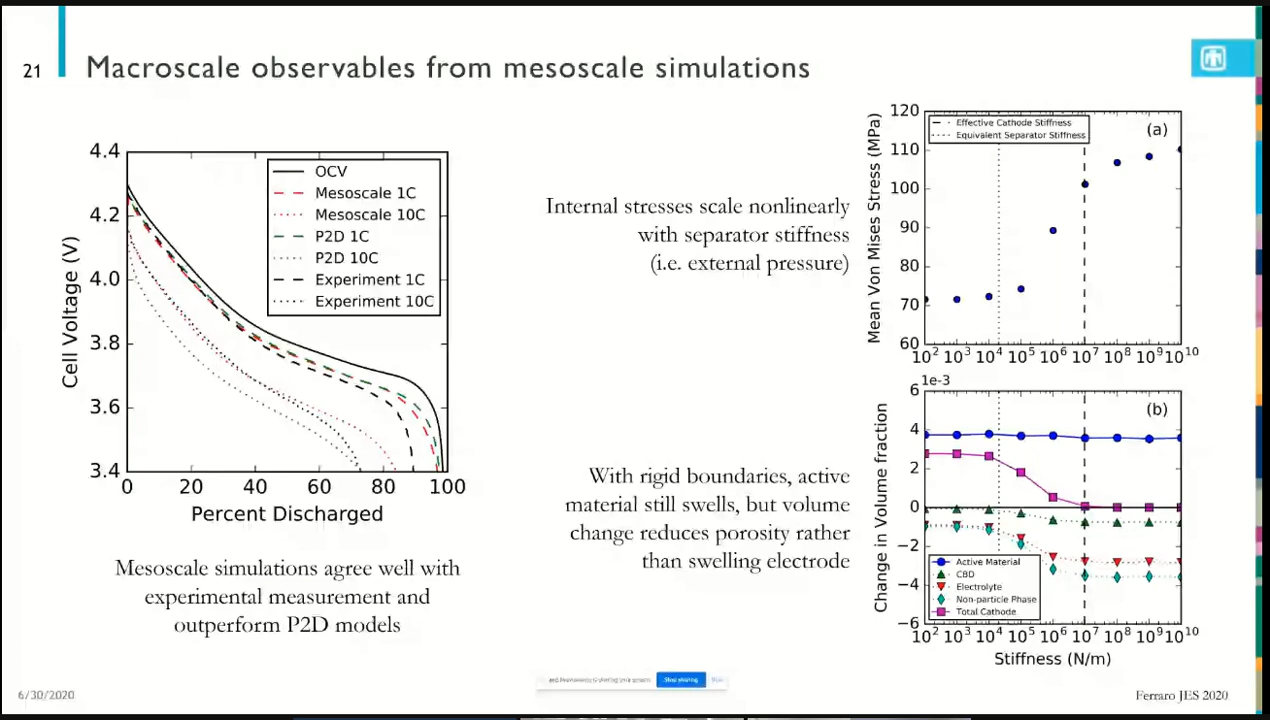 21
Macroscale observables from mesoscale simulations
4.4
4.2
4.0
3.8
3.6
3.4
Cell Voltage (V)
OCV
Mesoscale 1C
Mesoscale 10C
P2D 1C
P2D 10C
Experiment 1C
Experiment 10C
0 20 40 60 80 100
Percent Discharged
Mesoscale simulations agree well with
experimental measurement and
outperform P2D models
Internal stresses scale nonlinearly
with separator stiffness
(i.e. external pressure)
With rigid boundaries, active
material still swells, but volume
change reduces porosity rather
than swelling electrode
Mean Von Mises Stress (MPa)
120
110
100
90
80
70
60
Effective Cathode Stiffness
Equivalent Separator Stiffness
(a)
10² 10³ 10⁴ 10⁵ 10⁶ 10⁷ 10⁸ 10⁹ 10¹⁰
1e-3
Change in Volume fraction
6
4
2
0
−2
−4
−6
(b)
Active Material
CBD
Electrolyte
Non-particle Phase
Total Cathode
10² 10³ 10⁴ 10⁵ 10⁶ 10⁷ 10⁸ 10⁹ 10¹⁰
Stiffness (N/m)
Stop sharing
6/30/2020
Ferraro JES 2020